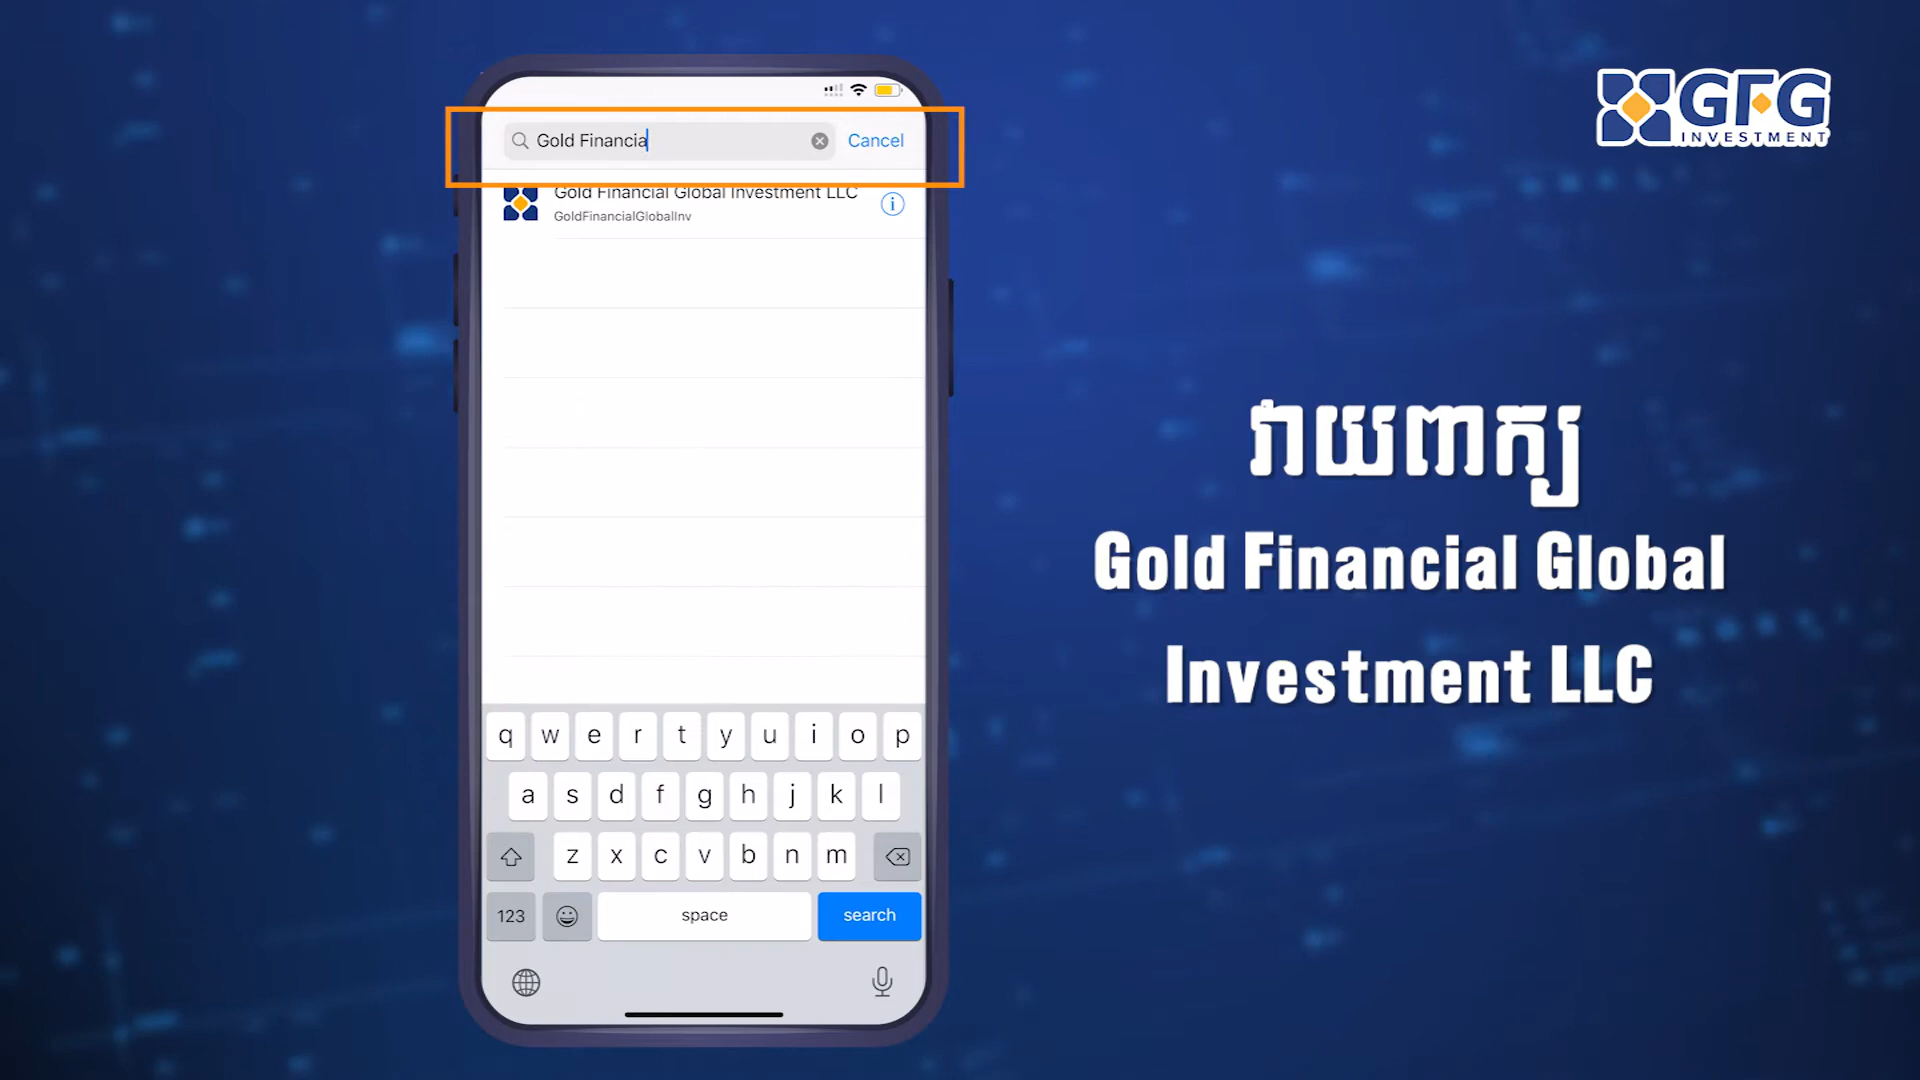 GFG
INVESTMENT
Gold Financia
Cancel
Gold Financial Global Investment LLC
GoldFinancialGlobalInv
វាយពាក្យ
Gold Financial Global
Investment LLC
q w e r t y u i o p
a s d f g h j k l
z x c v b n m
123 space search